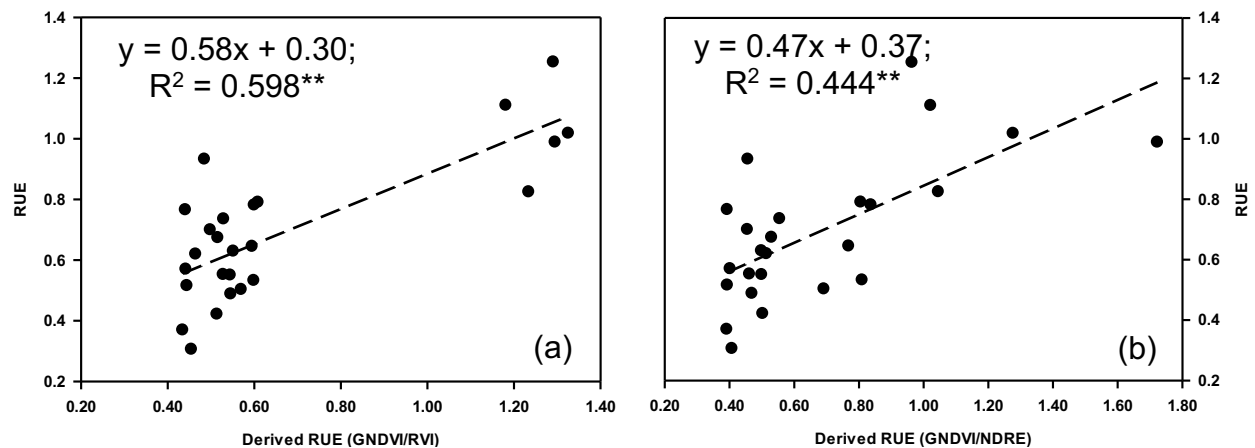 y = 0.58x + 0.30;
R² = 0.598**
1.4
1.2
1.0
0.8
0.6
0.4
0.2
RUE
(a)
0.20 0.40 0.60 0.80 1.00 1.20 1.40
Derived RUE (GNDVI/RVI)
y = 0.47x + 0.37;
R² = 0.444**
1.4
1.2
1.0
0.8
0.6
0.4
0.2
RUE
(b)
0.20 0.40 0.60 0.80 1.00 1.20 1.40 1.60 1.80
Derived RUE (GNDVI/NDRE)